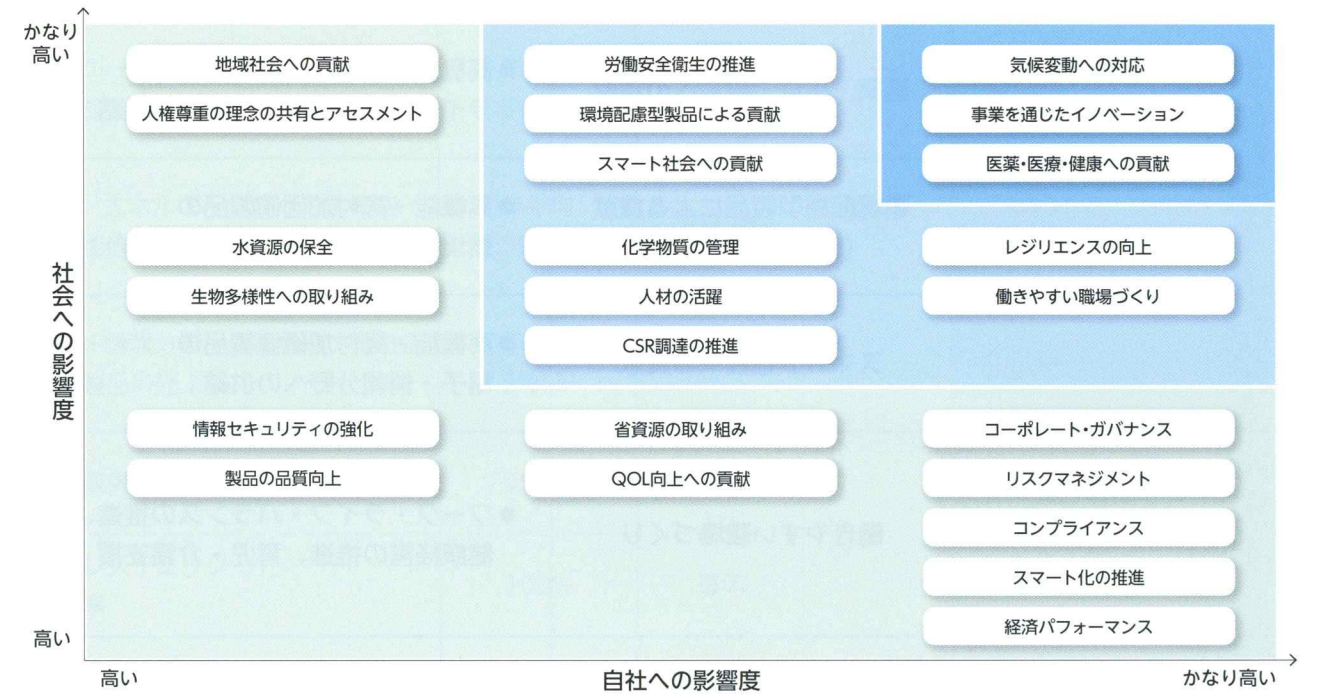 かなり
高い
地域社会への貢献
人権尊重の理念の共有とアセスメント
労働安全衛生の推進
環境配慮型製品による貢献
スマート社会への貢献
気候変動への対応
事業を通じたイノベーション
医薬・医療・健康への貢献
水資源の保全
生物多様性への取り組み
化学物質の管理
人材の活躍
CSR調達の推進
レジリエンスの向上
働きやすい職場づくり
社会への影響度
情報セキュリティの強化
製品の品質向上
省資源の取り組み
QOL向上への貢献
コーポレート・ガバナンス
リスクマネジメント
コンプライアンス
スマート化の推進
経済パフォーマンス
高い
高い
自社への影響度
かなり高い